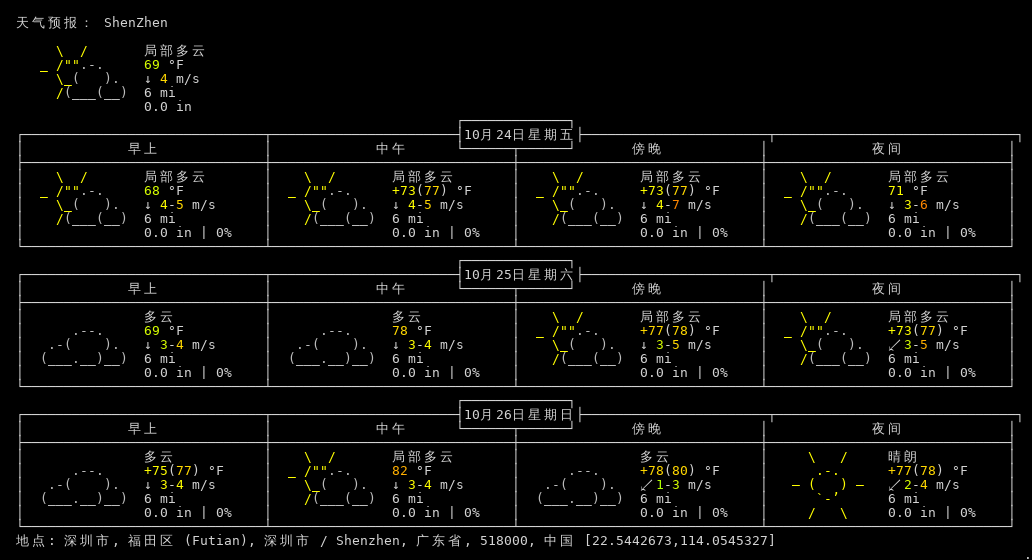 天气预报： ShenZhen
局部多云
69 °F
↓ 4 m/s
6 mi
0.0 in
10月24日星期五
早上 中午 傍晚 夜间
局部多云 局部多云 局部多云 局部多云
68 °F +73(77) °F +73(77) °F 71 °F
↓ 4-5 m/s ↓ 4-5 m/s ↓ 4-7 m/s ↓ 3-6 m/s
6 mi 6 mi 6 mi 6 mi
0.0 in | 0% 0.0 in | 0% 0.0 in | 0% 0.0 in | 0%
10月25日星期六
早上 中午 傍晚 夜间
多云 多云 局部多云 局部多云
69 °F 78 °F +77(78) °F +73(77) °F
↓ 3-4 m/s ↓ 3-4 m/s ↓ 3-5 m/s ↙ 3-5 m/s
6 mi 6 mi 6 mi 6 mi
0.0 in | 0% 0.0 in | 0% 0.0 in | 0% 0.0 in | 0%
10月26日星期日
早上 中午 傍晚 夜间
多云 局部多云 多云 晴朗
+75(77) °F 82 °F +78(80) °F +77(78) °F
↓ 3-4 m/s ↓ 3-4 m/s ↙ 1-3 m/s ↙ 2-4 m/s
6 mi 6 mi 6 mi 6 mi
0.0 in | 0% 0.0 in | 0% 0.0 in | 0% 0.0 in | 0%
地点: 深圳市, 福田区 (Futian), 深圳市 / Shenzhen, 广东省, 518000, 中国 [22.5442673,114.0545327]